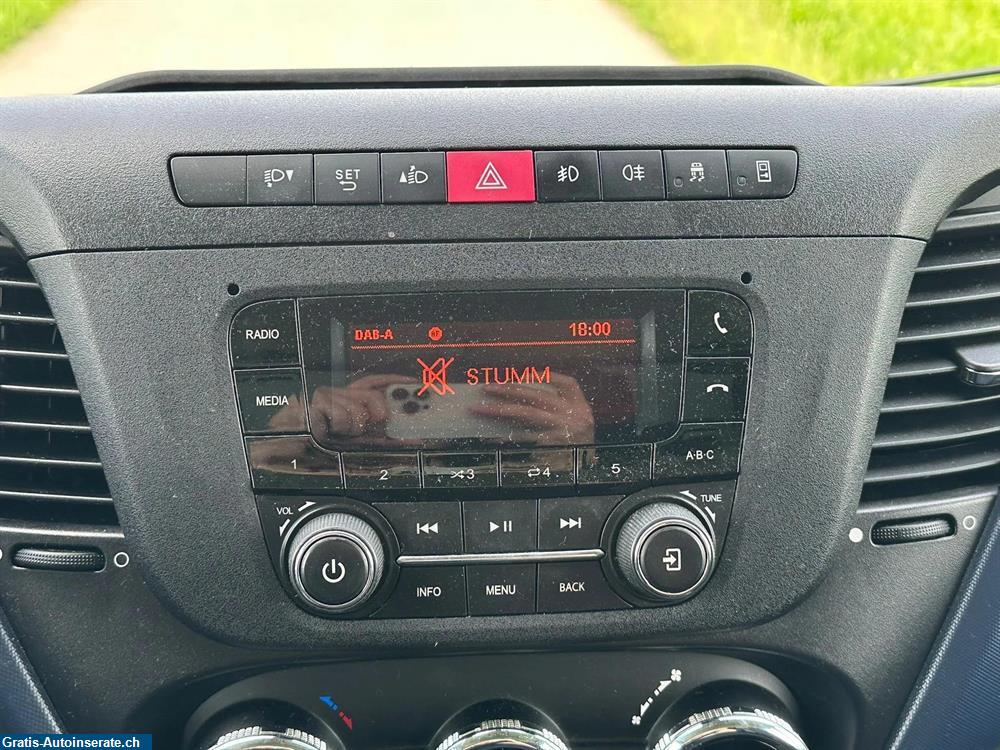 SET
DAB-A AF 18:00
STUMM
RADIO
MEDIA
1 2 3 4 5 A·B·C
VOL TUNE
INFO MENU BACK
Gratis-Autoinserate.ch